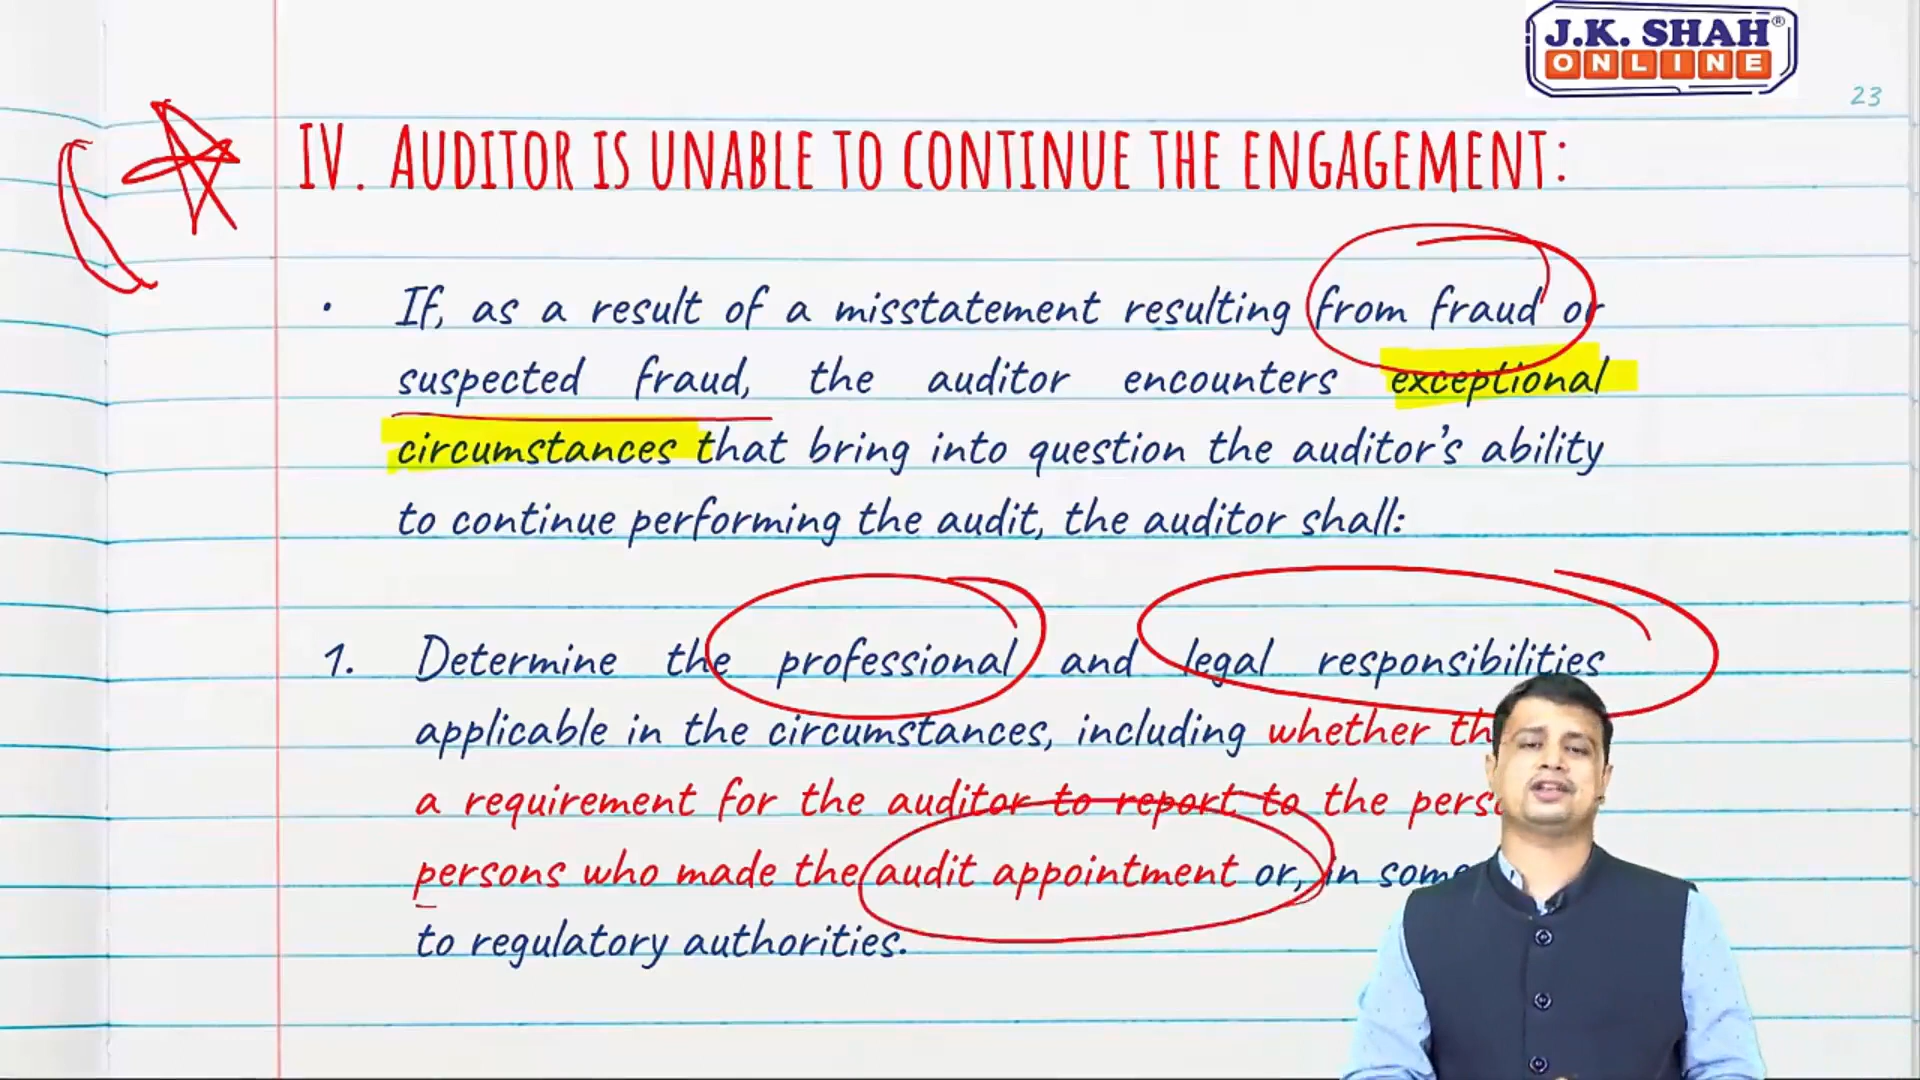 J.K. SHAH®
ONLINE
23
IV. AUDITOR IS UNABLE TO CONTINUE THE ENGAGEMENT:
• If, as a result of a misstatement resulting from fraud or
suspected fraud, the auditor encounters exceptional
circumstances that bring into question the auditor's ability
to continue performing the audit, the auditor shall:
1. Determine the professional and legal responsibilities
applicable in the circumstances, including whether
a requirement for the auditor to report to the
persons who made the audit appointment or, in some
to regulatory authorities.